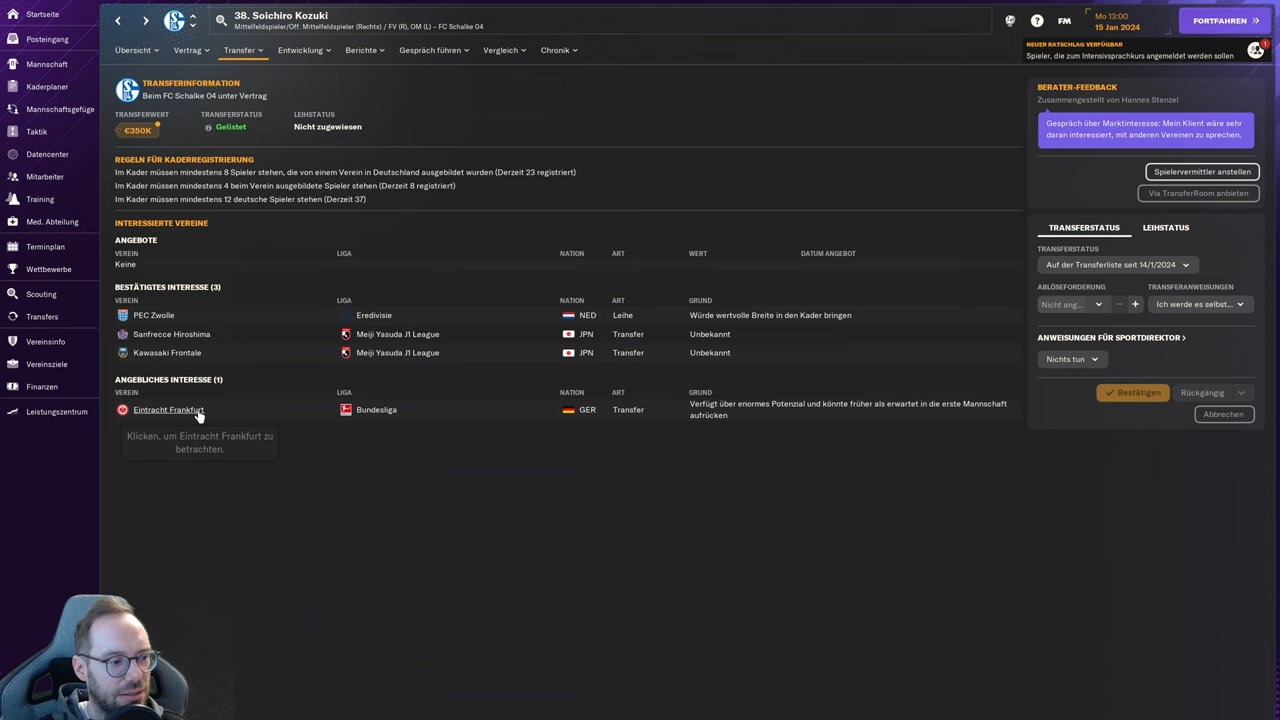 Startseite
Posteingang
Mannschaft
Kaderplaner
Mannschaftsgefüge
Taktik
Datencenter
Mitarbeiter
Training
Med. Abteilung
Terminplan
Wettbewerbe
Scouting
Transfers
Vereinsinfo
Vereinsziele
Finanzen
Leistungszentrum
38. Soichiro Kozuki
Mittelfeldspieler/Off. Mittelfeldspieler (Rechts) / FV (R), OM (L) – FC Schalke 04
FM
Mo 13:00
15 Jan 2024
FORTFAHREN
Übersicht
Vertrag
Transfer
Entwicklung
Berichte
Gespräch führen
Vergleich
Chronik
NEUER RATSCHLAG VERFÜGBAR
Spieler, die zum Intensivsprachkurs angemeldet werden sollen
1
TRANSFERINFORMATION
Beim FC Schalke 04 unter Vertrag
TRANSFERWERT TRANSFERSTATUS LEIHSTATUS
€350K Gelistet Nicht zugewiesen
REGELN FÜR KADERREGISTRIERUNG
Im Kader müssen mindestens 8 Spieler stehen, die von einem Verein in Deutschland ausgebildet wurden (Derzeit 23 registriert)
Im Kader müssen mindestens 4 beim Verein ausgebildete Spieler stehen (Derzeit 8 registriert)
Im Kader müssen mindestens 12 deutsche Spieler stehen (Derzeit 37)
INTERESSIERTE VEREINE
ANGEBOTE
VEREIN LIGA NATION ART WERT DATUM ANGEBOT
Keine
BESTÄTIGTES INTERESSE (3)
VEREIN LIGA NATION ART GRUND
PEC Zwolle Eredivisie NED Leihe Würde wertvolle Breite in den Kader bringen
Sanfrecce Hiroshima Meiji Yasuda J1 League JPN Transfer Unbekannt
Kawasaki Frontale Meiji Yasuda J1 League JPN Transfer Unbekannt
ANGEBLICHES INTERESSE (1)
VEREIN LIGA NATION ART GRUND
Eintracht Frankfurt Bundesliga GER Transfer Verfügt über enormes Potenzial und könnte früher als erwartet in die erste Mannschaft
aufrücken
Klicken, um Eintracht Frankfurt zu
betrachten.
BERATER-FEEDBACK
Zusammengestellt von Hannes Stenzel
Gespräch über Marktinteresse: Mein Klient wäre sehr
daran interessiert, mit anderen Vereinen zu sprechen.
Spielervermittler anstellen
Via TransferRoom anbieten
TRANSFERSTATUS LEIHSTATUS
TRANSFERSTATUS
Auf der Transferliste seit 14/1/2024
ABLÖSEFORDERUNG TRANSFERANWEISUNGEN
Nicht ang... − + Ich werde es selbst...
ANWEISUNGEN FÜR SPORTDIREKTOR >
Nichts tun
Bestätigen Rückgängig
Abbrechen